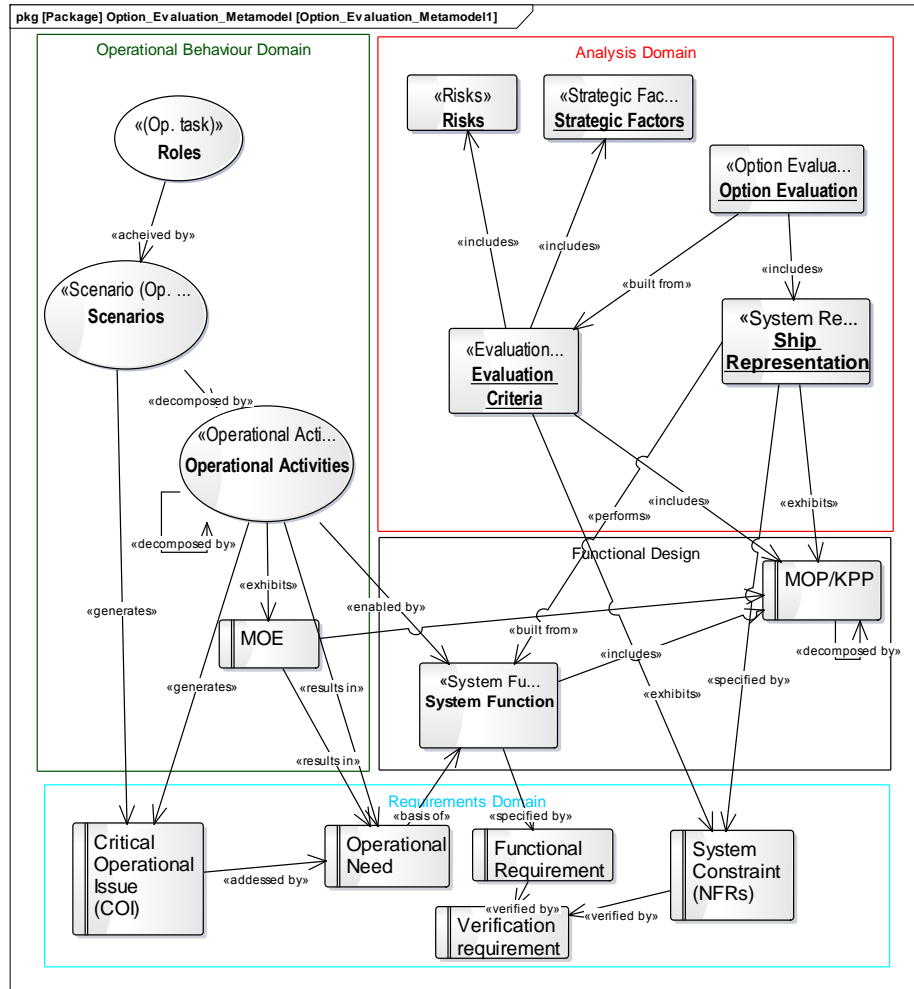 pkg [Package] Option_Evaluation_Metamodel [Option_Evaluation_Metamodel1]
Operational Behaviour Domain
Analysis Domain
«Risks»
Risks
«Strategic Fac...
Strategic Factors
«(Op. task)»
Roles
«Option Evalua...
Option Evaluation
«acheived by»
«includes»
«includes»
«includes»
«built from»
«Scenario (Op. ...
Scenarios
«System Re...
Ship
Representation
«Evaluation...
Evaluation
Criteria
«decomposed by»
«Operational Acti...
Operational Activities
«includes»
«exhibits»
«performs»
«decomposed by»
Functional Design
MOP/KPP
«exhibits»
«enabled by»
«generates»
MOE
«built from»
«decomposed by»
«includes»
«System Fu...
System Function
«generates»
«results in»
«exhibits»
«specified by»
«results in»
Requirements Domain
«basis of»
«specified by»
Critical
Operational
Issue
(COI)
Operational
Need
Functional
Requirement
System
Constraint
(NFRs)
«addressed by»
«verified by»
«verified by»
Verification
requirement